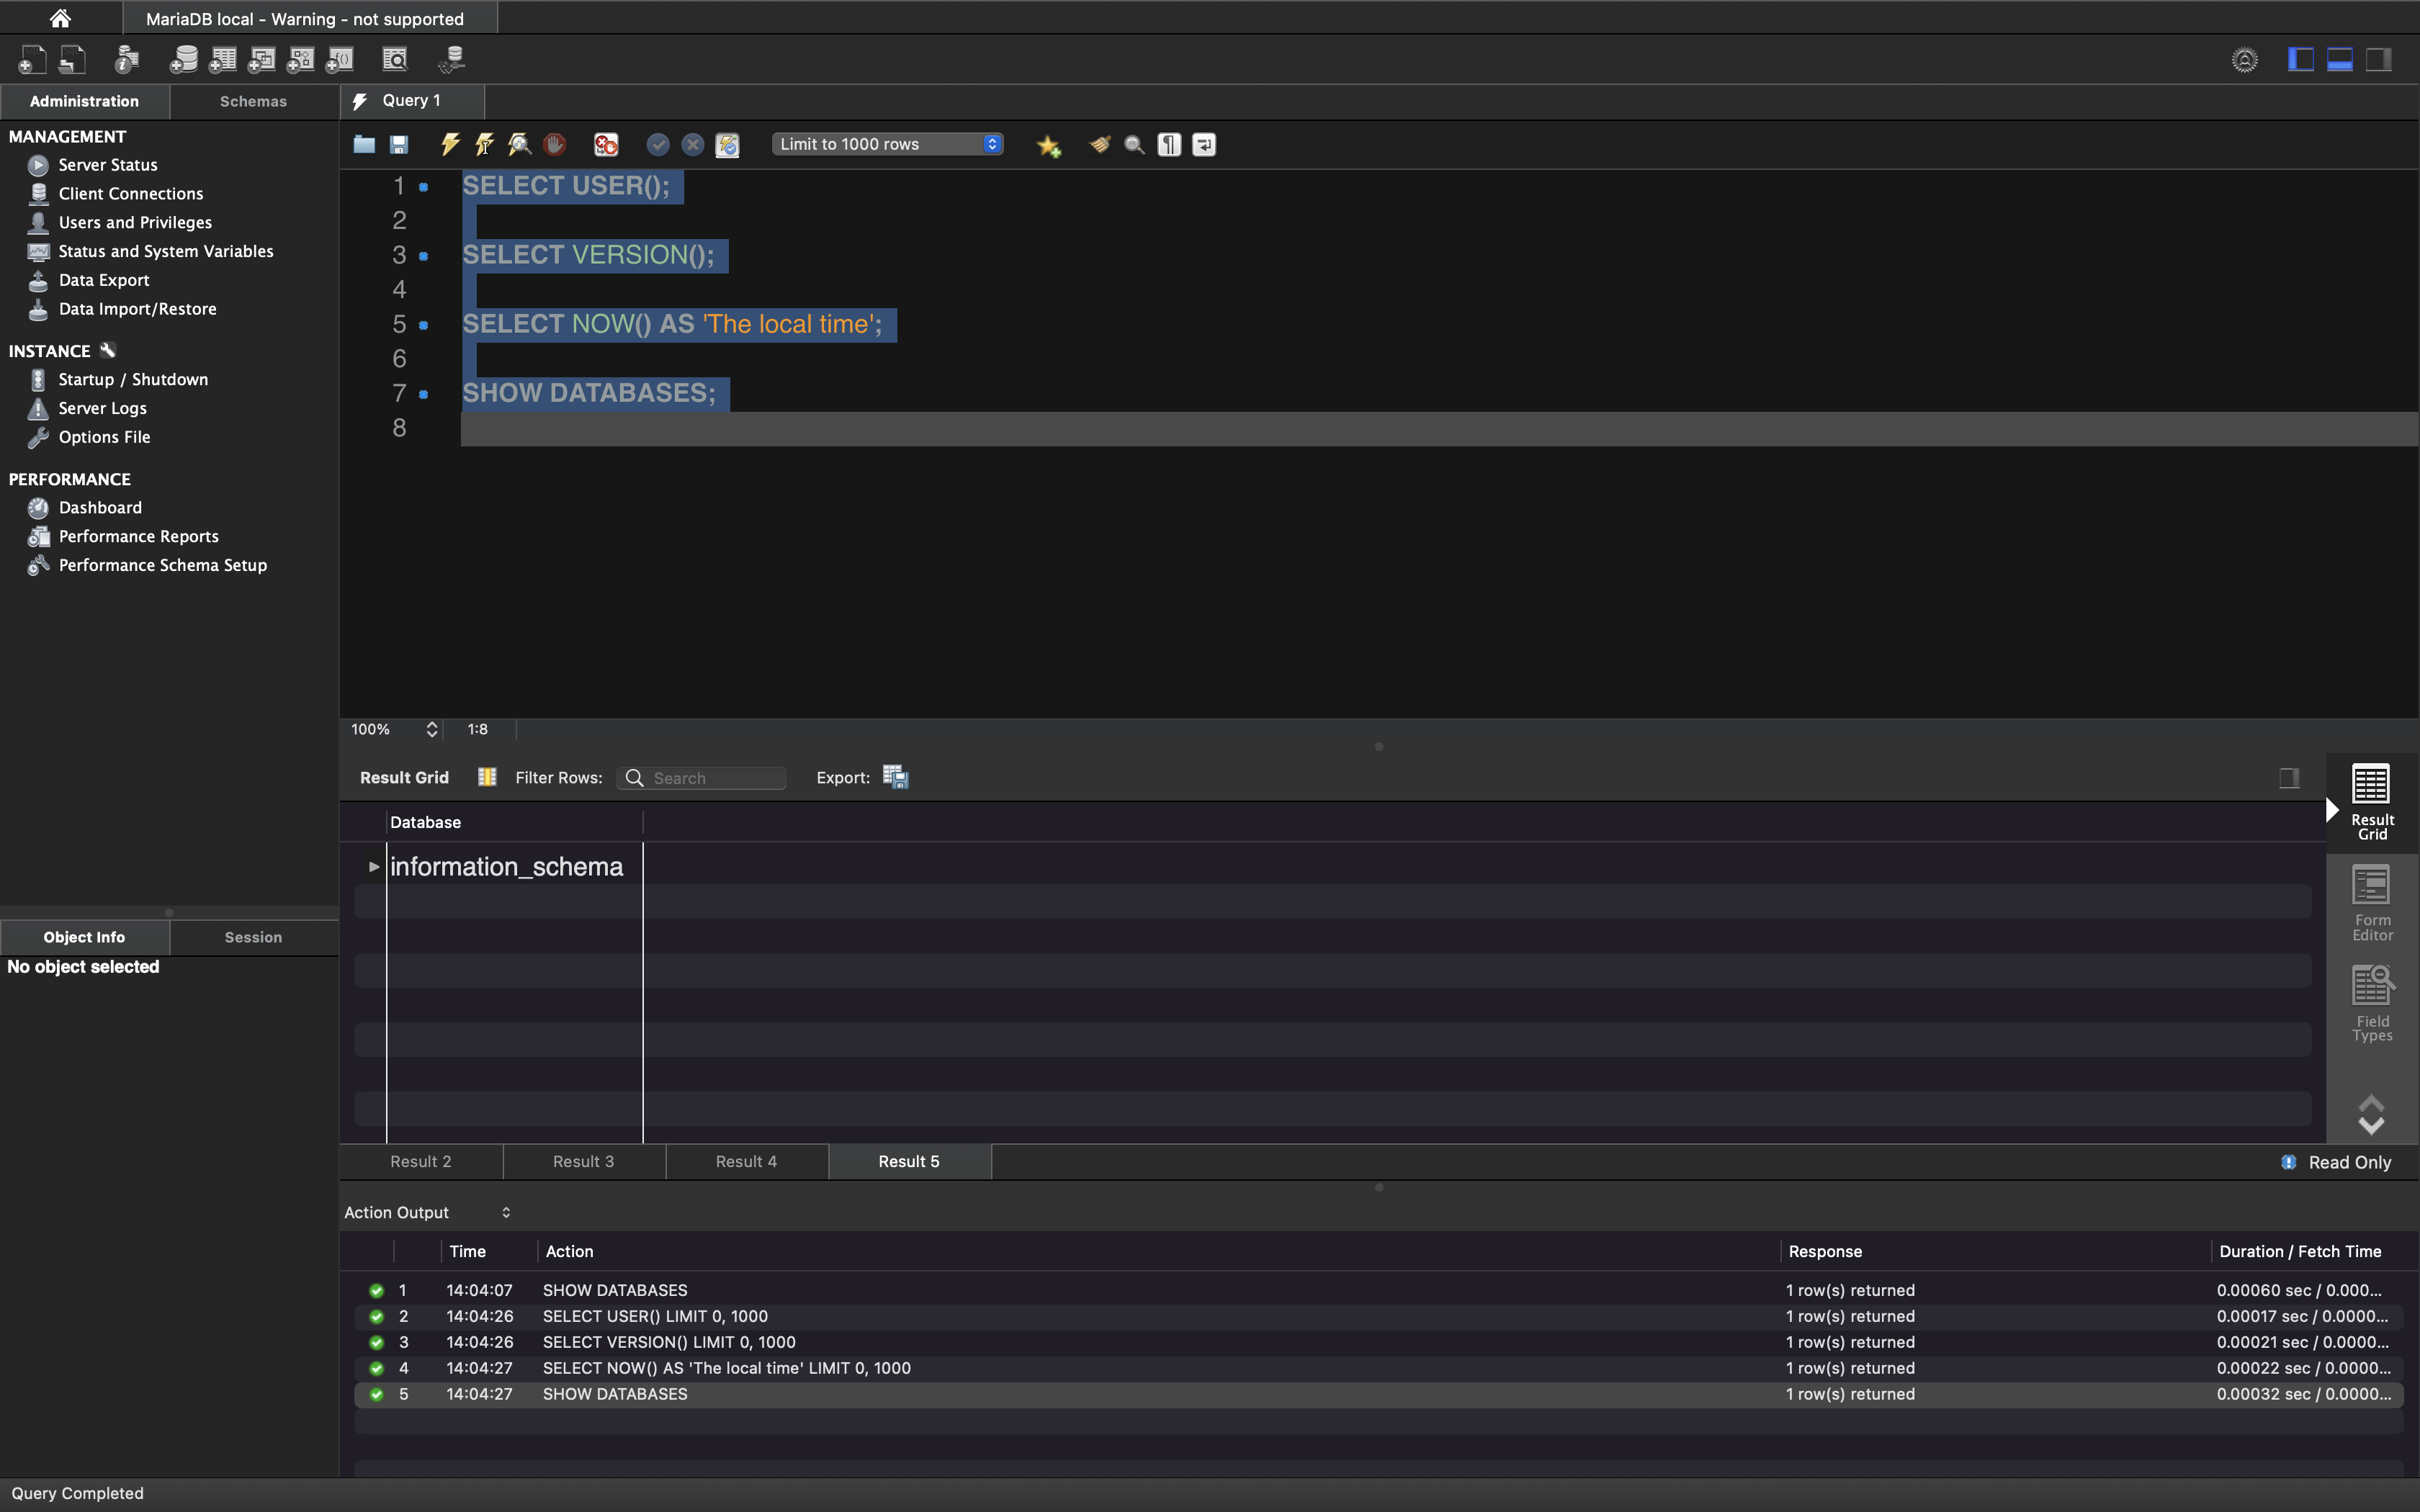 MariaDB local - Warning - not supported
Administration
Schemas
Query 1
MANAGEMENT
Server Status
Client Connections
Users and Privileges
Status and System Variables
Data Export
Data Import/Restore
INSTANCE
Startup / Shutdown
Server Logs
Options File
PERFORMANCE
Dashboard
Performance Reports
Performance Schema Setup
Object Info
Session
No object selected
Limit to 1000 rows
1 SELECT USER();
2
3 SELECT VERSION();
4
5 SELECT NOW() AS 'The local time';
6
7 SHOW DATABASES;
8
100% 1:8
Result Grid Filter Rows: Search Export:
Database
information_schema
Result Grid
Form Editor
Field Types
Result 2 Result 3 Result 4 Result 5 Read Only
Action Output
Time Action Response Duration / Fetch Time
1 14:04:07 SHOW DATABASES 1 row(s) returned 0.00060 sec / 0.000...
2 14:04:26 SELECT USER() LIMIT 0, 1000 1 row(s) returned 0.00017 sec / 0.0000...
3 14:04:26 SELECT VERSION() LIMIT 0, 1000 1 row(s) returned 0.00021 sec / 0.0000...
4 14:04:27 SELECT NOW() AS 'The local time' LIMIT 0, 1000 1 row(s) returned 0.00022 sec / 0.0000...
5 14:04:27 SHOW DATABASES 1 row(s) returned 0.00032 sec / 0.0000...
Query Completed